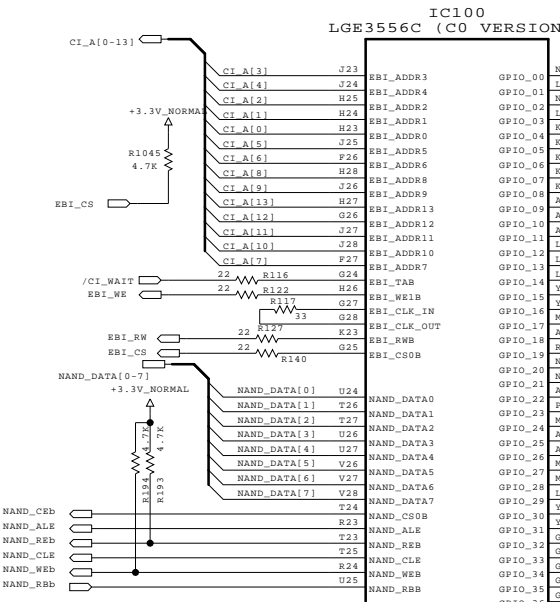 IC100
LGE3556C (C0 VERSION
CI_A[0-13]
CI_A[3] J23 EBI_ADDR3 GPIO_00 N
CI_A[4] J24 EBI_ADDR4 GPIO_01 L
CI_A[2] H25 EBI_ADDR2 GPIO_02 N
+3.3V_NORMAL CI_A[1] H24 EBI_ADDR1 GPIO_03 L
CI_A[0] H23 EBI_ADDR0 GPIO_04 K
R1045 CI_A[5] J25 EBI_ADDR5 GPIO_05 K
4.7K CI_A[6] F26 EBI_ADDR6 GPIO_06 K
CI_A[8] H28 EBI_ADDR8 GPIO_07 K
CI_A[9] J26 EBI_ADDR9 GPIO_08 K
EBI_CS CI_A[13] H27 EBI_ADDR13 GPIO_09 A
CI_A[12] G26 EBI_ADDR12 GPIO_10 A
CI_A[11] J27 EBI_ADDR11 GPIO_11 A
CI_A[10] J28 EBI_ADDR10 GPIO_12 L
CI_A[7] F27 EBI_ADDR7 GPIO_13 L
/CI_WAIT 22 R116 G24 EBI_TAB GPIO_14 L
EBI_WE 22 R122 H26 EBI_WE1B GPIO_15 Y
R117 33 G27 EBI_CLK_IN GPIO_16 Y
G28 EBI_CLK_OUT GPIO_17 M
EBI_RW 22 R127 K23 EBI_RWB GPIO_18 A
EBI_CS 22 R140 G25 EBI_CS0B GPIO_19 R
GPIO_20 N
NAND_DATA[0-7] GPIO_21 N
+3.3V_NORMAL NAND_DATA[0] U24 NAND_DATA0 GPIO_22 A
NAND_DATA[1] T26 NAND_DATA1 GPIO_23 P
NAND_DATA[2] T27 NAND_DATA2 GPIO_24 M
NAND_DATA[3] U26 NAND_DATA3 GPIO_25 A
4.7K 4.7K NAND_DATA[4] U27 NAND_DATA4 GPIO_26 A
NAND_DATA[5] V26 NAND_DATA5 GPIO_27 M
NAND_DATA[6] V27 NAND_DATA6 GPIO_28 M
R194 R193 NAND_DATA[7] V28 NAND_DATA7 GPIO_29 L
NAND_CEb T24 NAND_CS0B GPIO_30 Y
NAND_ALE R23 NAND_ALE GPIO_31 Y
NAND_REb T23 NAND_REB GPIO_32 G
NAND_CLE T25 NAND_CLE GPIO_33 G
NAND_WEb R24 NAND_WEB GPIO_34 G
NAND_RBb U25 NAND_RBB GPIO_35 G